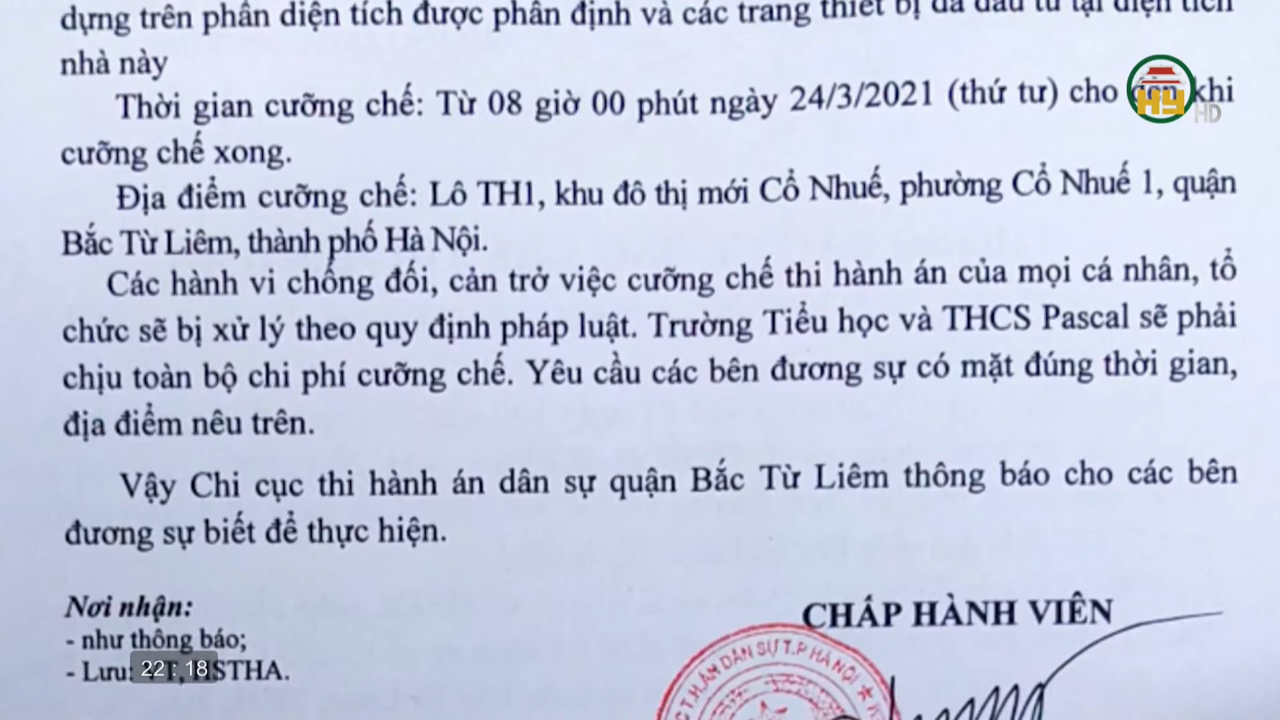 dựng trên phần diện tích được phân định và các trang thiết bị đã đầu tư tại diện tích
nhà này
Thời gian cưỡng chế: Từ 08 giờ 00 phút ngày 24/3/2021 (thứ tư) cho đến khi
cưỡng chế xong.
Địa điểm cưỡng chế: Lô TH1, khu đô thị mới Cổ Nhuế, phường Cổ Nhuế 1, quận
Bắc Từ Liêm, thành phố Hà Nội.
Các hành vi chống đối, cản trở việc cưỡng chế thi hành án của mọi cá nhân, tổ
chức sẽ bị xử lý theo quy định pháp luật. Trường Tiểu học và THCS Pascal sẽ phải
chịu toàn bộ chi phí cưỡng chế. Yêu cầu các bên đương sự có mặt đúng thời gian,
địa điểm nêu trên.
Vậy Chi cục thi hành án dân sự quận Bắc Từ Liêm thông báo cho các bên
đương sự biết để thực hiện.
Nơi nhận:
- như thông báo;
- Lưu: HSTHA.
CHẤP HÀNH VIÊN
C.T.H.ÁN DÂN SỰ T.P HÀ NỘI
HY HD
22 : 18